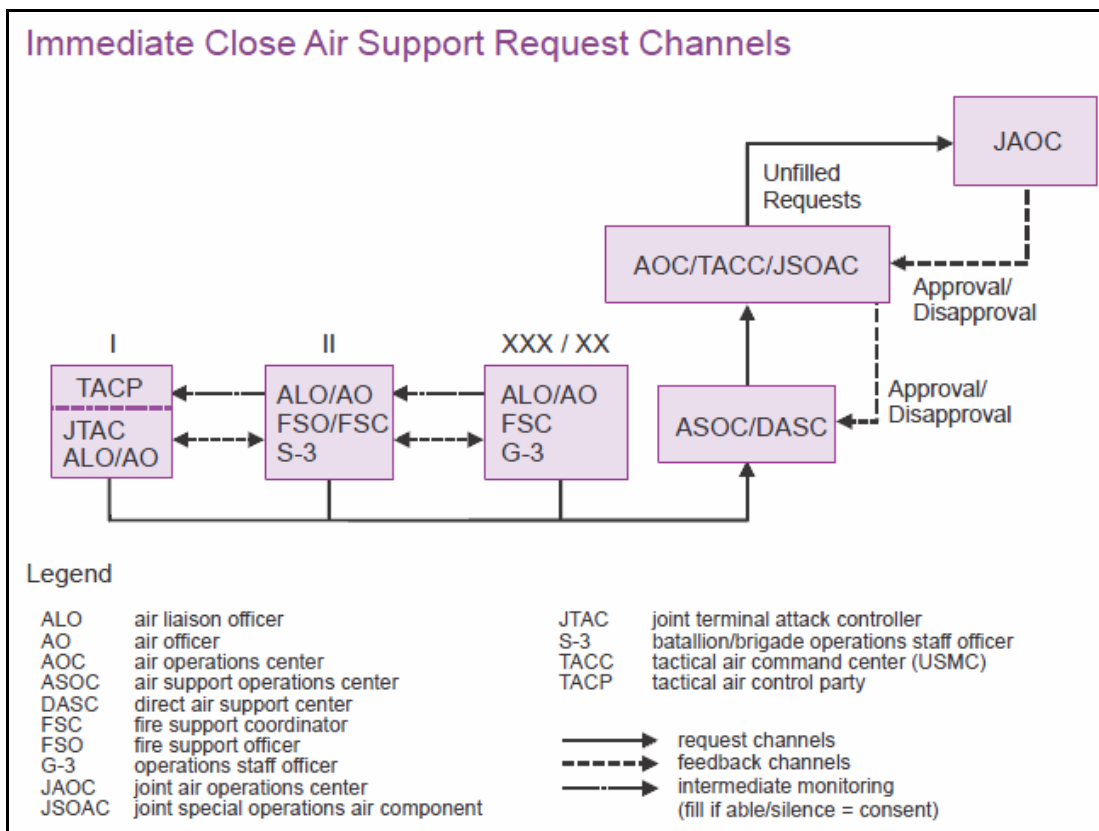 Immediate Close Air Support Request Channels
JAOC
Unfilled
Requests
AOC/TACC/JSOAC
Approval/
Disapproval
I
II
XXX / XX
TACP
JTAC
ALO/AO
ALO/AO
FSO/FSC
S-3
ALO/AO
FSC
G-3
Approval/
Disapproval
ASOC/DASC
Legend
ALO air liaison officer
AO air officer
AOC air operations center
ASOC air support operations center
DASC direct air support center
FSC fire support coordinator
FSO fire support officer
G-3 operations staff officer
JAOC joint air operations center
JSOAC joint special operations air component
JTAC joint terminal attack controller
S-3 batallion/brigade operations staff officer
TACC tactical air command center (USMC)
TACP tactical air control party
request channels
feedback channels
intermediate monitoring
(fill if able/silence = consent)